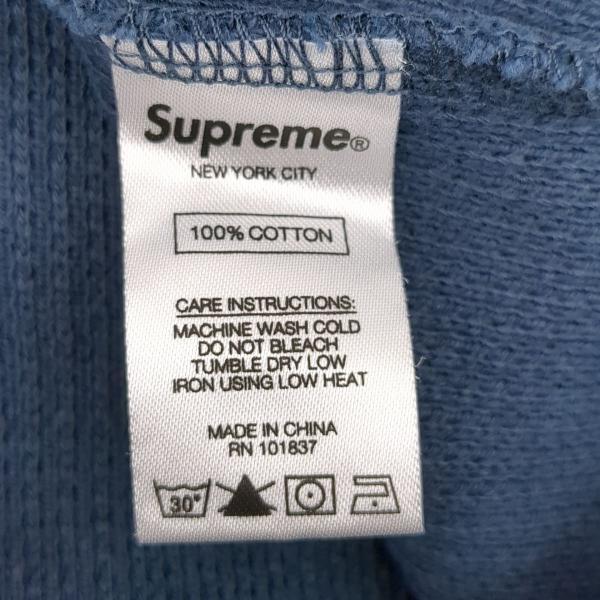 Supreme®
NEW YORK CITY
100% COTTON
CARE INSTRUCTIONS:
MACHINE WASH COLD
DO NOT BLEACH
TUMBLE DRY LOW
IRON USING LOW HEAT
MADE IN CHINA
RN 101837
30°